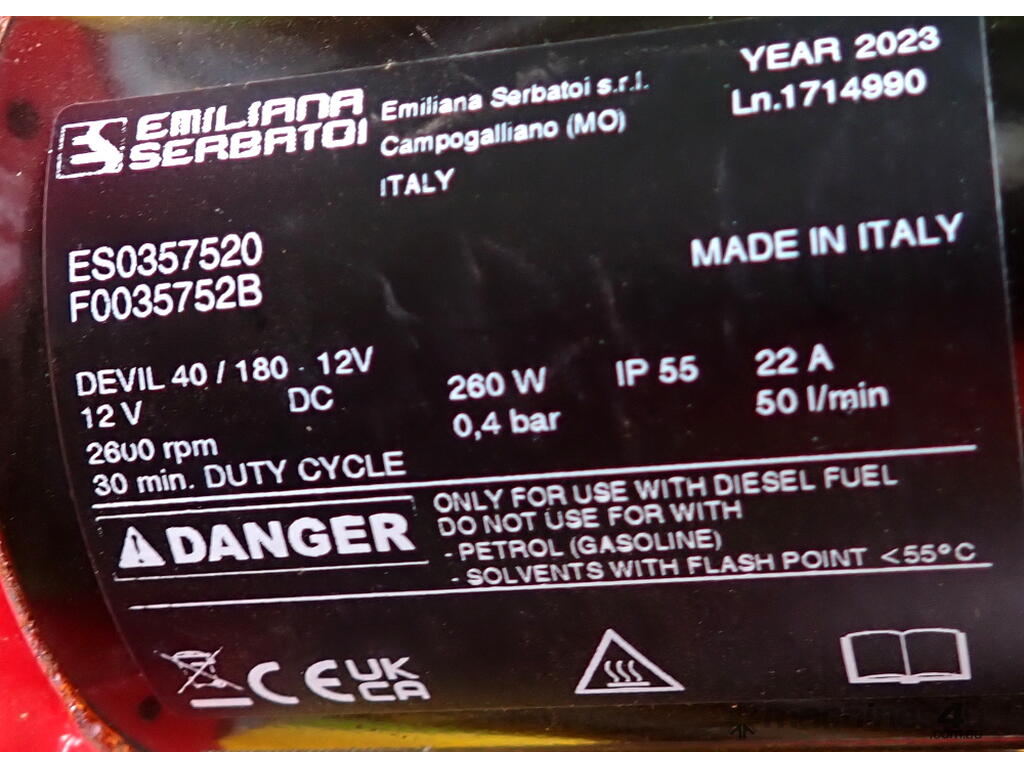 EMILIANA
SERBATOI
Emiliana Serbatoi s.r.l.
Campogalliano (MO)
ITALY
YEAR 2023
Ln.1714990
ES0357520
F0035752B
MADE IN ITALY
DEVIL 40 / 180 - 12V
12 V DC
2600 rpm
30 min. DUTY CYCLE
260 W
0,4 bar
IP 55
22 A
50 l/min
DANGER
ONLY FOR USE WITH DIESEL FUEL
DO NOT USE FOR WITH
- PETROL (GASOLINE)
- SOLVENTS WITH FLASH POINT <55°C
CE UK
CA
.com.au